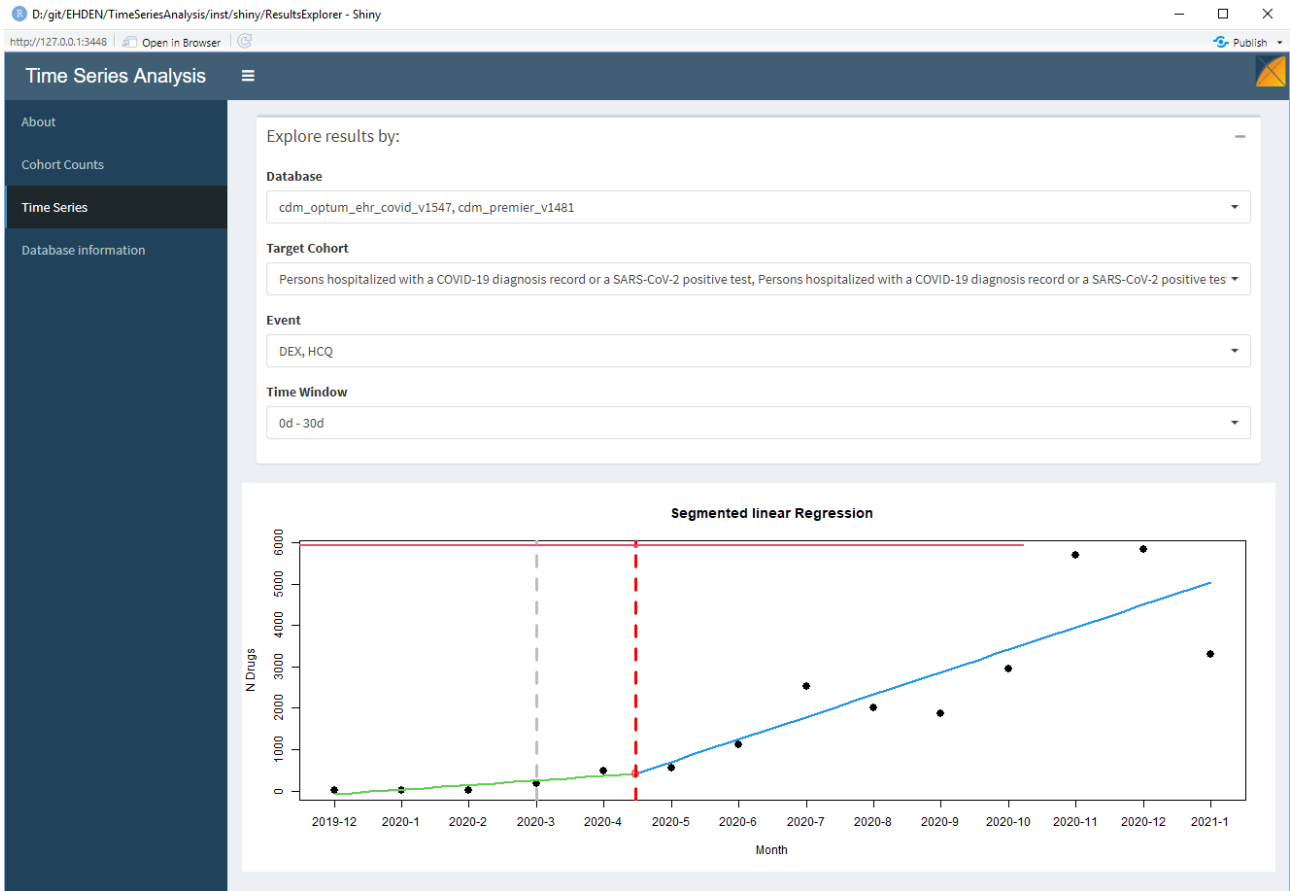 R D:/git/EHDEN/TimeSeriesAnalysis/inst/shiny/ResultsExplorer - Shiny
http://127.0.0.1:3448 Open in Browser Publish
Time Series Analysis
About
Cohort Counts
Time Series
Database information
Explore results by:
Database
cdm_optum_ehr_covid_v1547, cdm_premier_v1481
Target Cohort
Persons hospitalized with a COVID-19 diagnosis record or a SARS-CoV-2 positive test, Persons hospitalized with a COVID-19 diagnosis record or a SARS-CoV-2 positive tes
Event
DEX, HCQ
Time Window
0d - 30d
Segmented linear Regression
N Drugs
6000
5000
4000
3000
2000
1000
0
2019-12 2020-1 2020-2 2020-3 2020-4 2020-5 2020-6 2020-7 2020-8 2020-9 2020-10 2020-11 2020-12 2021-1
Month